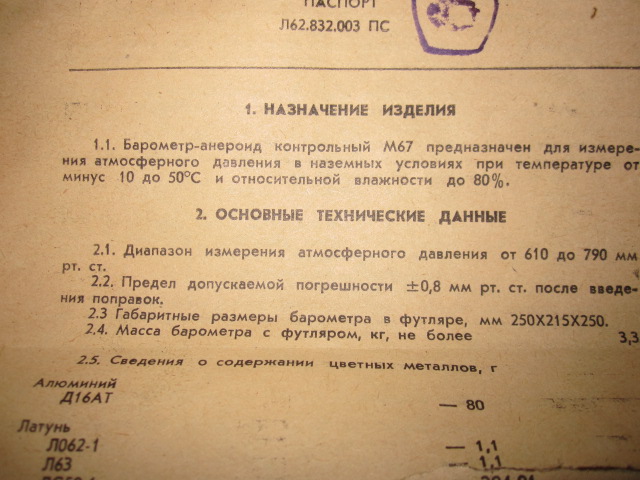 ПАСПОРТ
Л62.832.003 ПС
1. НАЗНАЧЕНИЕ ИЗДЕЛИЯ
1.1. Барометр-анероид контрольный М67 предназначен для измере-
ния атмосферного давления в наземных условиях при температуре от
минус 10 до 50°С и относительной влажности до 80%.
2. ОСНОВНЫЕ ТЕХНИЧЕСКИЕ ДАННЫЕ
2.1. Диапазон измерения атмосферного давления от 610 до 790 мм
рт. ст.
2.2. Предел допускаемой погрешности ±0,8 мм рт. ст. после введе-
ния поправок.
2.3 Габаритные размеры барометра в футляре, мм 250Х215Х250.
2.4. Масса барометра с футляром, кг, не более 3,3
2.5. Сведения о содержании цветных металлов, г
Алюминий
Д16АТ — 80
Латунь
Л062-1 — 1,1
Л63 — 1,1